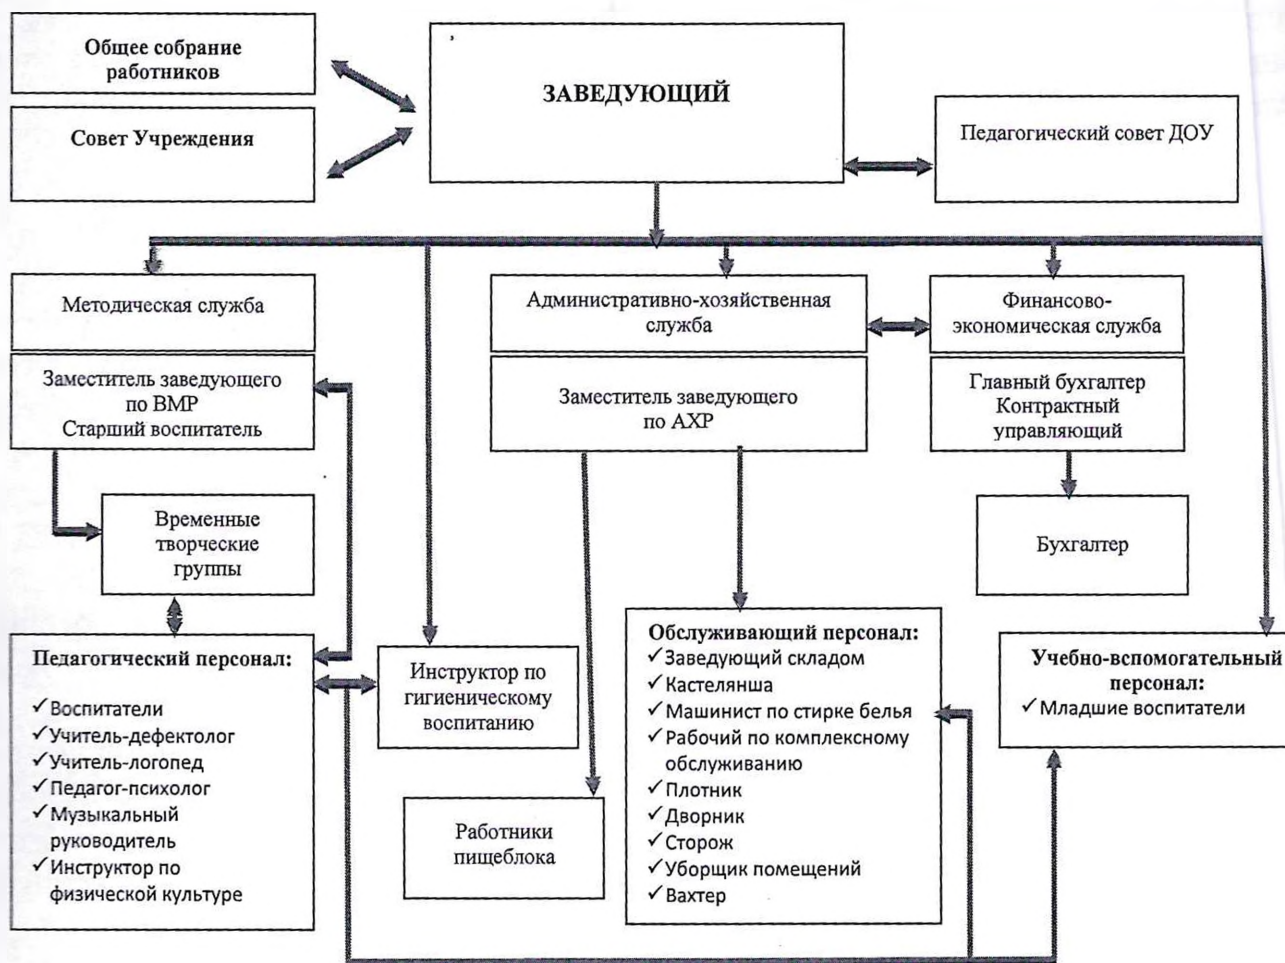 Общее собрание
работников
Совет Учреждения
ЗАВЕДУЮЩИЙ
Педагогический совет ДОУ
Методическая служба
Административно-хозяйственная
служба
Финансово-
экономическая служба
Заместитель заведующего
по ВМР
Старший воспитатель
Заместитель заведующего
по АХР
Главный бухгалтер
Контрактный
управляющий
Временные
творческие
группы
Бухгалтер
Педагогический персонал:
✓Воспитатели
✓Учитель-дефектолог
✓Учитель-логопед
✓Педагог-психолог
✓Музыкальный
руководитель
✓Инструктор по
физической культуре
Инструктор по
гигиеническому
воспитанию
Работники
пищеблока
Обслуживающий персонал:
✓Заведующий складом
✓Кастелянша
✓Машинист по стирке белья
✓Рабочий по комплексному
обслуживанию
✓Плотник
✓Дворник
✓Сторож
✓Уборщик помещений
✓Вахтер
Учебно-вспомогательный
персонал:
✓Младшие воспитатели